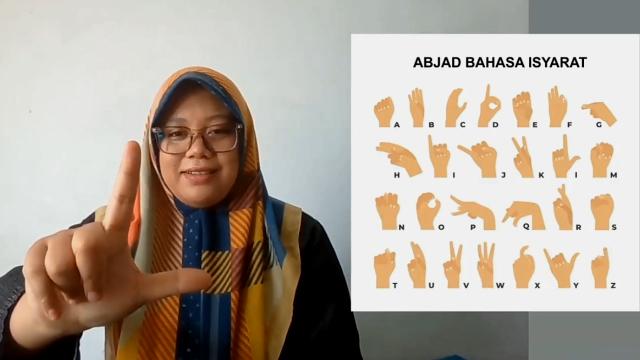 ABJAD BAHASA ISYARAT
A B C D E F G
H I J K L M
N O P Q R S
T U V W X Y Z